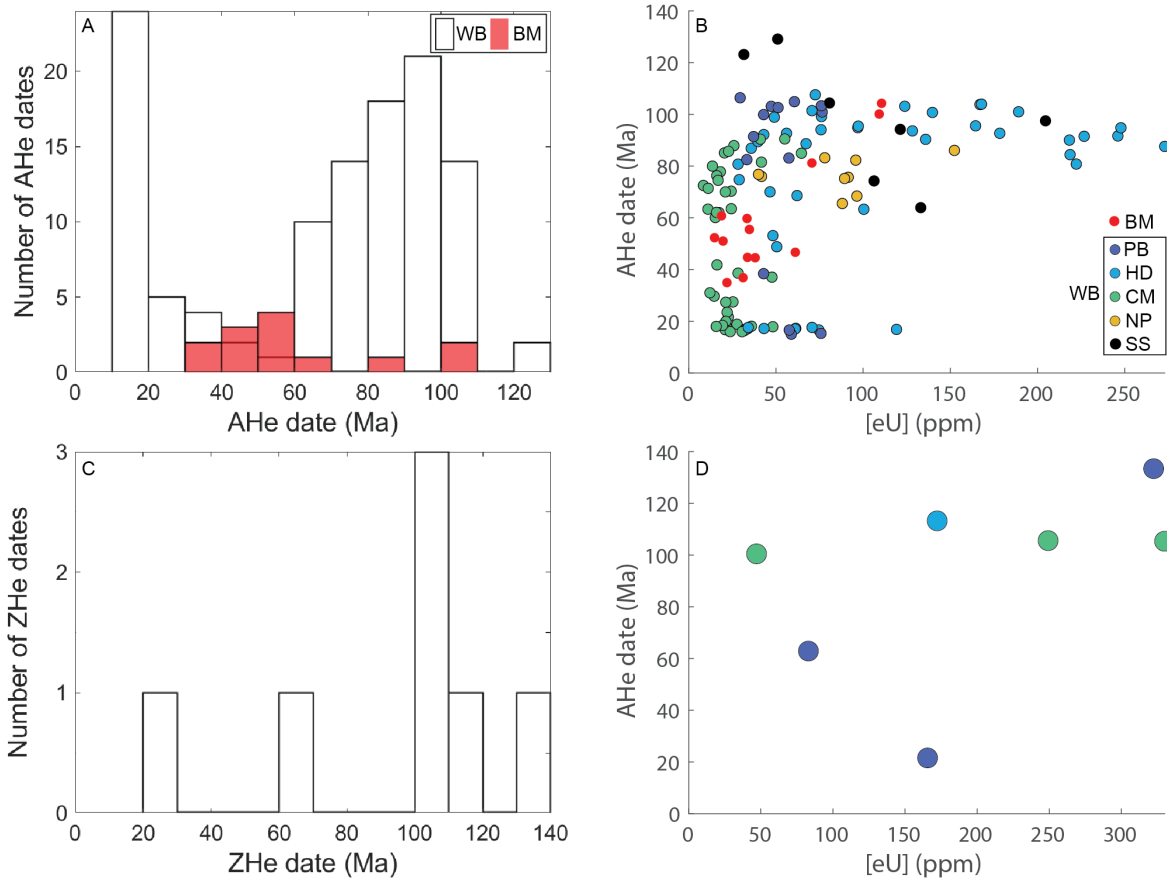 A
WB BM
Number of AHe dates
20
15
10
5
0
0 20 40 60 80 100 120
AHe date (Ma)
B
AHe date (Ma)
140
120
100
80
60
40
20
0
0 50 100 150 200 250
[eU] (ppm)
BM
WB
PB
HD
CM
NP
SS
C
Number of ZHe dates
3
2
1
0
0 20 40 60 80 100 120 140
ZHe date (Ma)
D
AHe date (Ma)
140
120
100
80
60
40
20
0
0 50 100 150 200 250 300
[eU] (ppm)